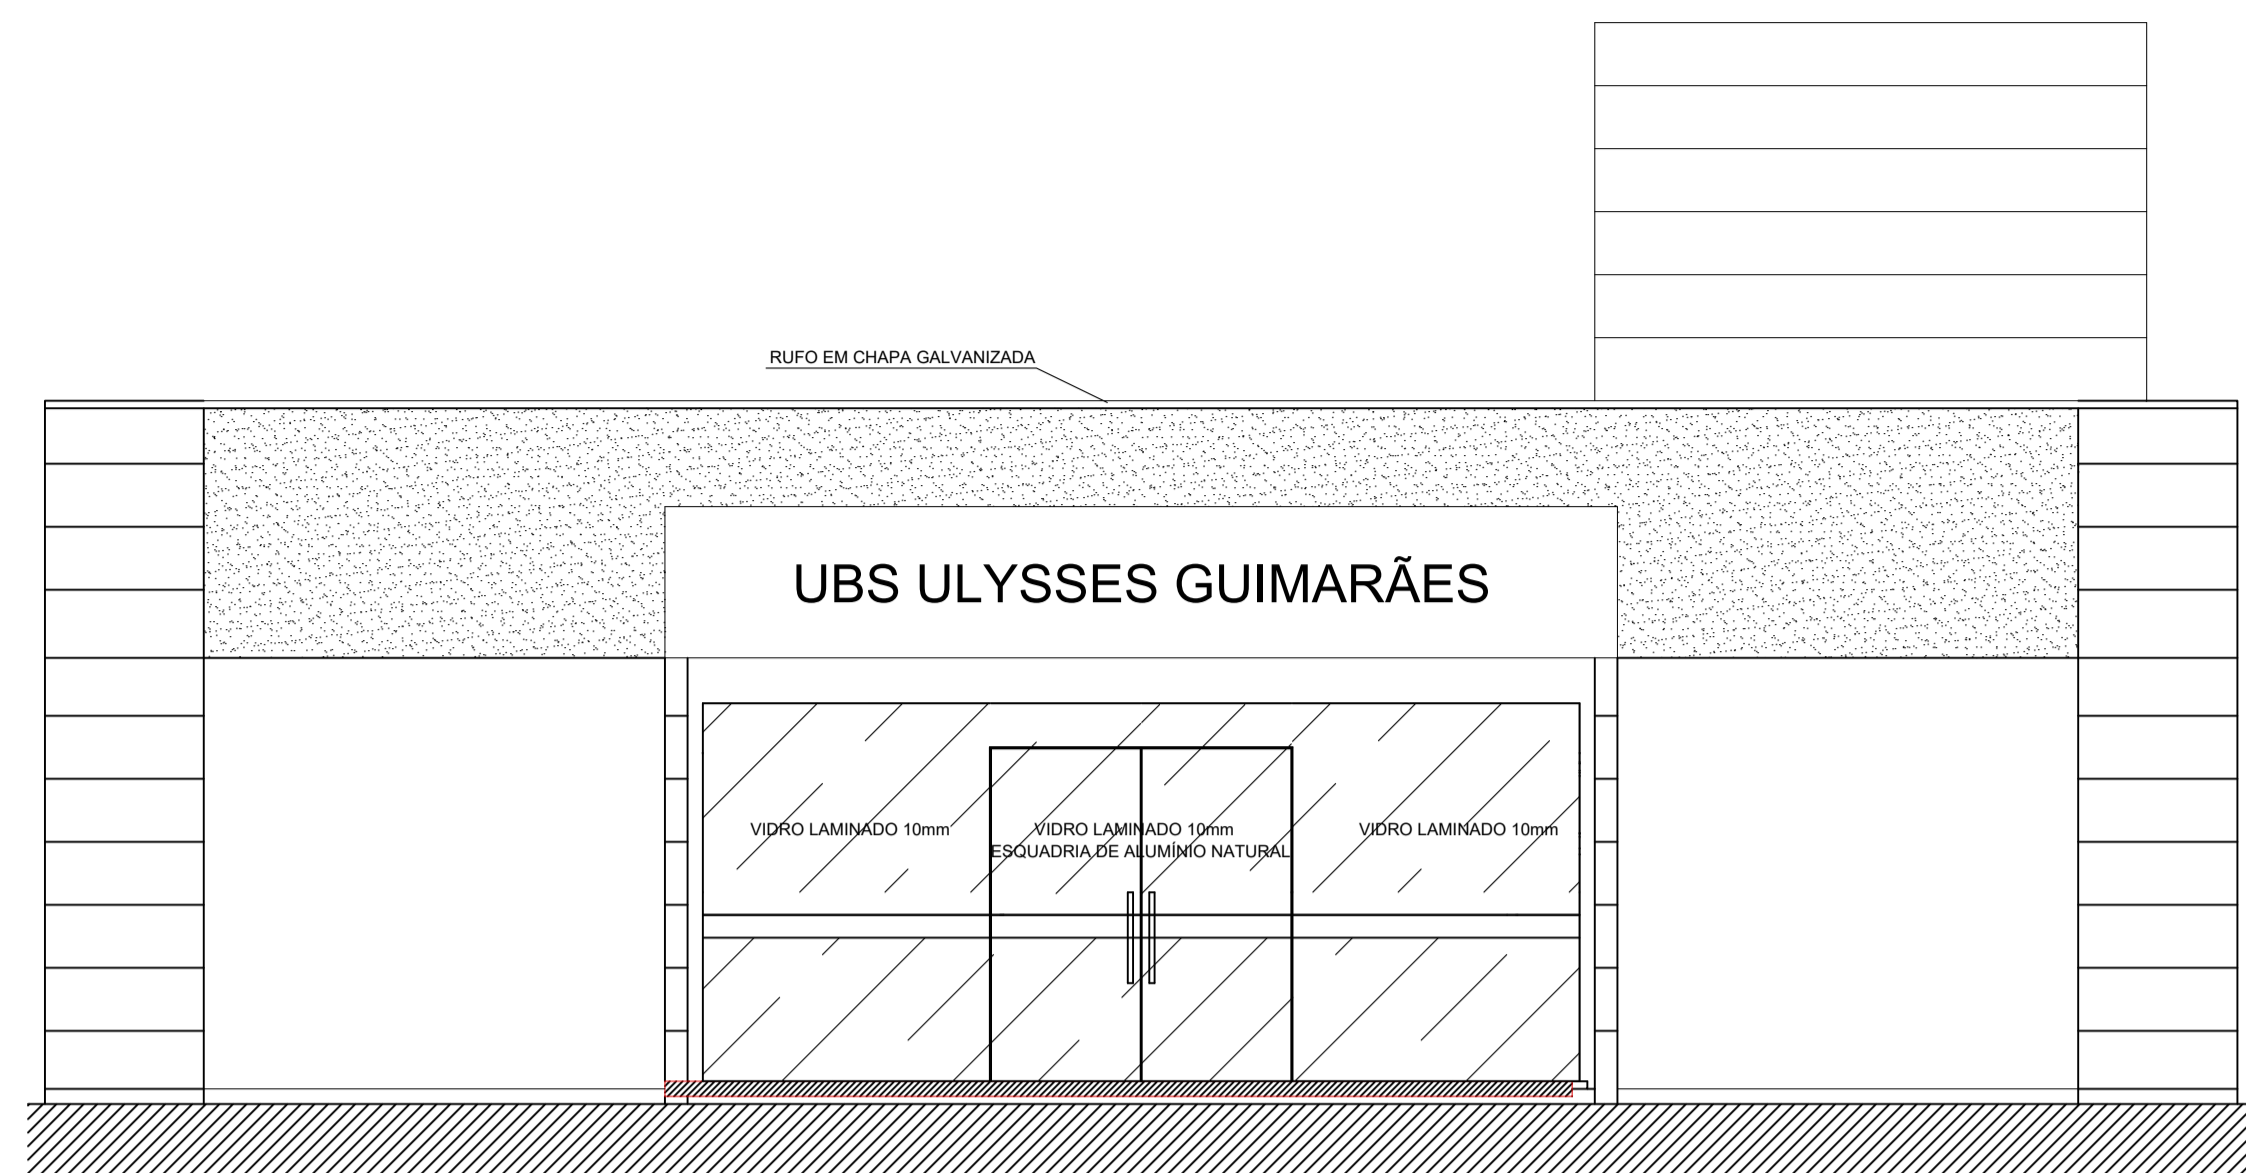 RUFO EM CHAPA GALVANIZADA
UBS ULYSSES GUIMARÃES
VIDRO LAMINADO 10mm
VIDRO LAMINADO 10mm
ESQUADRIA DE ALUMÍNIO NATURAL
VIDRO LAMINADO 10mm